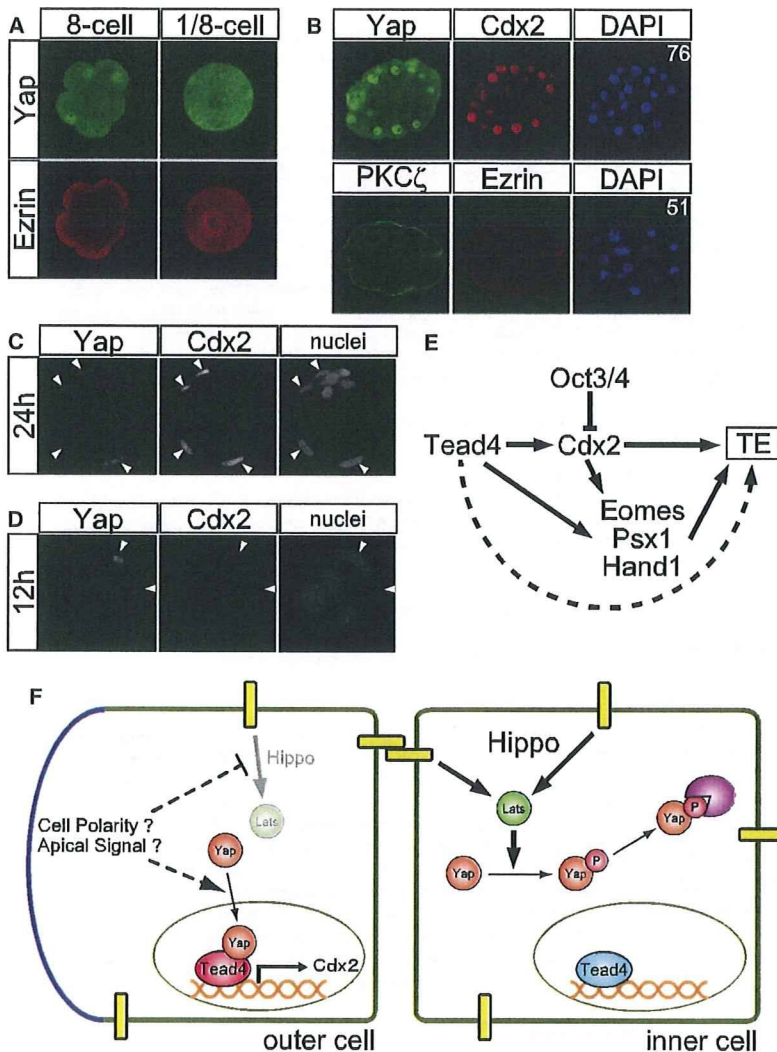 A
8-cell
1/8-cell
Yap
Ezrin
B
Yap
Cdx2
DAPI
76
PKCζ
Ezrin
DAPI
51
C
Yap
Cdx2
nuclei
24h
D
Yap
Cdx2
nuclei
12h
E
Oct3/4
Tead4
Cdx2
TE
Eomes
Psx1
Hand1
F
Hippo
Lats
Cell Polarity ?
Apical Signal ?
Yap
Yap
Tead4
Cdx2
outer cell
Hippo
Lats
Yap
Yap
P
Yap
P
Tead4
inner cell